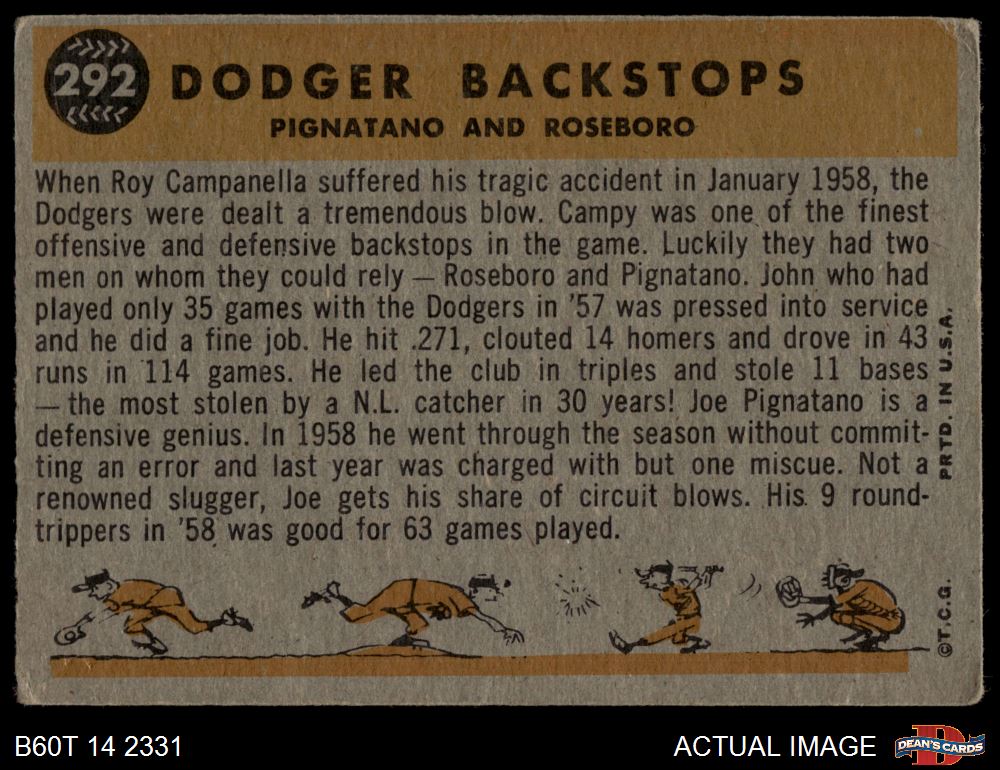 292
DODGER BACKSTOPS
PIGNATANO AND ROSEBORO
When Roy Campanella suffered his tragic accident in January 1958, the
Dodgers were dealt a tremendous blow. Campy was one of the finest
offensive and defensive backstops in the game. Luckily they had two
men on whom they could rely — Roseboro and Pignatano. John who had
played only 35 games with the Dodgers in '57 was pressed into service
and he did a fine job. He hit .271, clouted 14 homers and drove in 43
runs in 114 games. He led the club in triples and stole 11 bases
— the most stolen by a N.L. catcher in 30 years! Joe Pignatano is a
defensive genius. In 1958 he went through the season without commit-
ting an error and last year was charged with but one miscue. Not a
renowned slugger, Joe gets his share of circuit blows. His 9 round-
trippers in '58 was good for 63 games played.
PRTD. IN U.S.A.
©T.C.G.
B60T 14 2331
ACTUAL IMAGE
D
DEAN'S CARDS